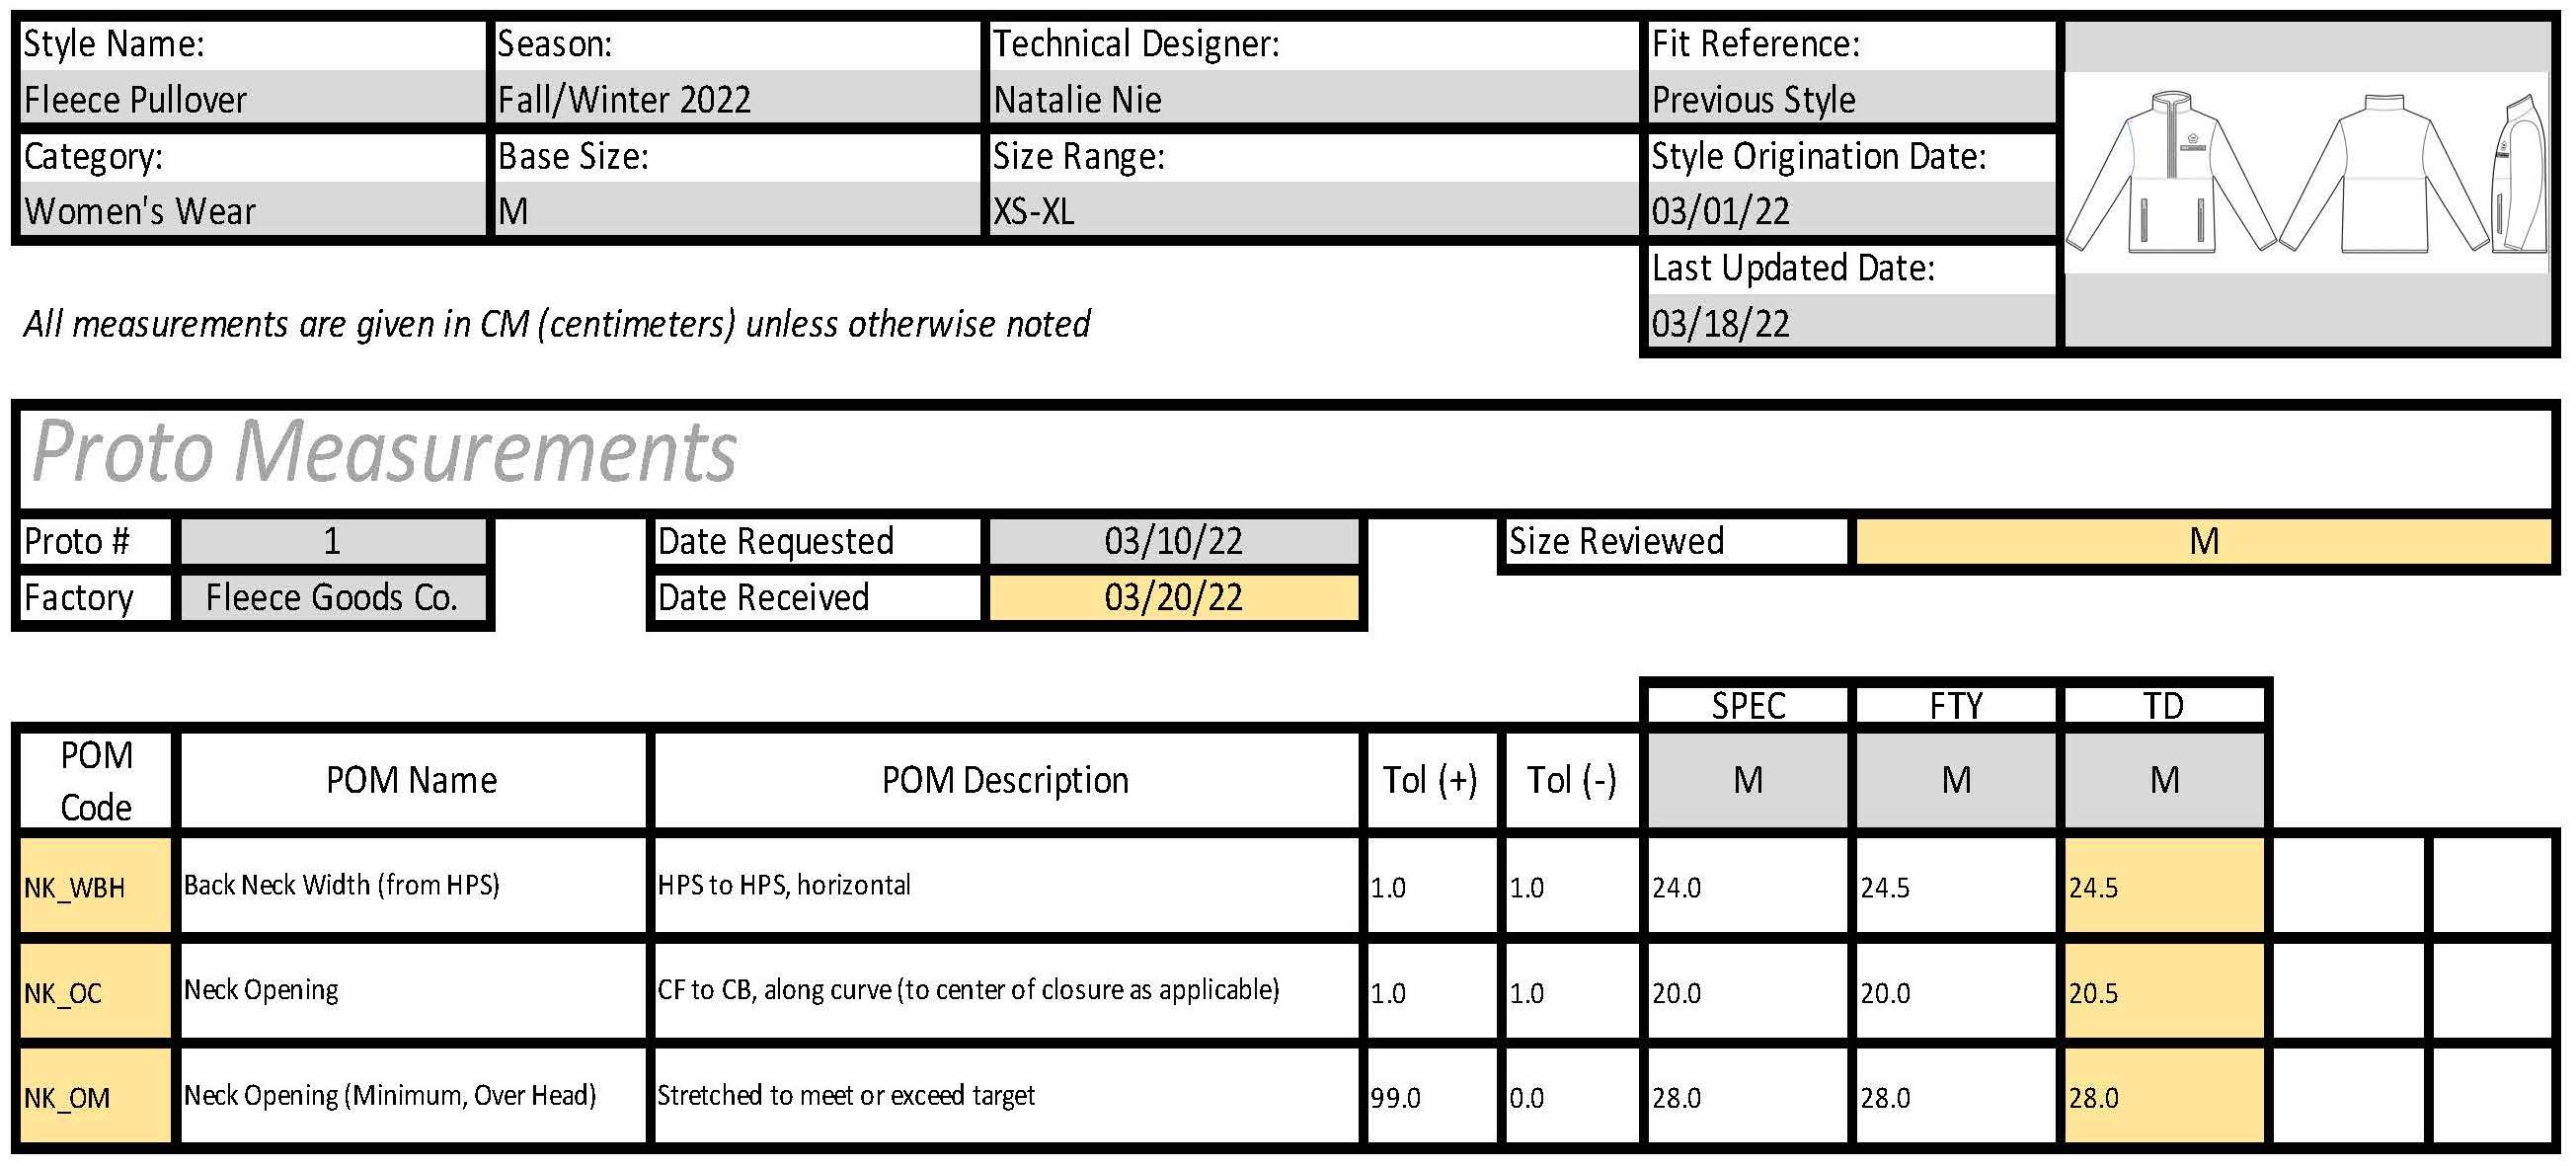 Style Name: Season: Technical Designer: Fit Reference:
Fleece Pullover Fall/Winter 2022 Natalie Nie Previous Style
Category: Base Size: Size Range: Style Origination Date:
Women's Wear M XS-XL 03/01/22
Last Updated Date:
All measurements are given in CM (centimeters) unless otherwise noted 03/18/22
Proto Measurements
Proto # 1 Date Requested 03/10/22 Size Reviewed M
Factory Fleece Goods Co. Date Received 03/20/22
SPEC FTY TD
POM Code POM Name POM Description Tol (+) Tol (-) M M M
NK_WBH Back Neck Width (from HPS) HPS to HPS, horizontal 1.0 1.0 24.0 24.5 24.5
NK_OC Neck Opening CF to CB, along curve (to center of closure as applicable) 1.0 1.0 20.0 20.0 20.5
NK_OM Neck Opening (Minimum, Over Head) Stretched to meet or exceed target 99.0 0.0 28.0 28.0 28.0